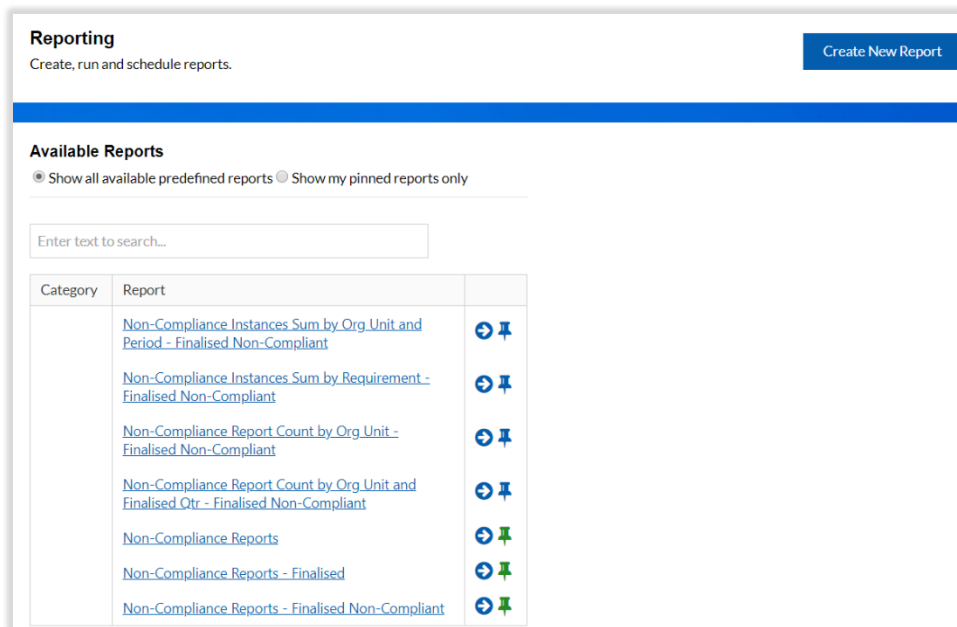 Reporting
Create New Report
Create, run and schedule reports.
Available Reports
Show all available predefined reports Show my pinned reports only
Enter text to search...
Category Report
Non-Compliance Instances Sum by Org Unit and
Period - Finalised Non-Compliant
Non-Compliance Instances Sum by Requirement -
Finalised Non-Compliant
Non-Compliance Report Count by Org Unit -
Finalised Non-Compliant
Non-Compliance Report Count by Org Unit and
Finalised Qtr - Finalised Non-Compliant
Non-Compliance Reports
Non-Compliance Reports - Finalised
Non-Compliance Reports - Finalised Non-Compliant